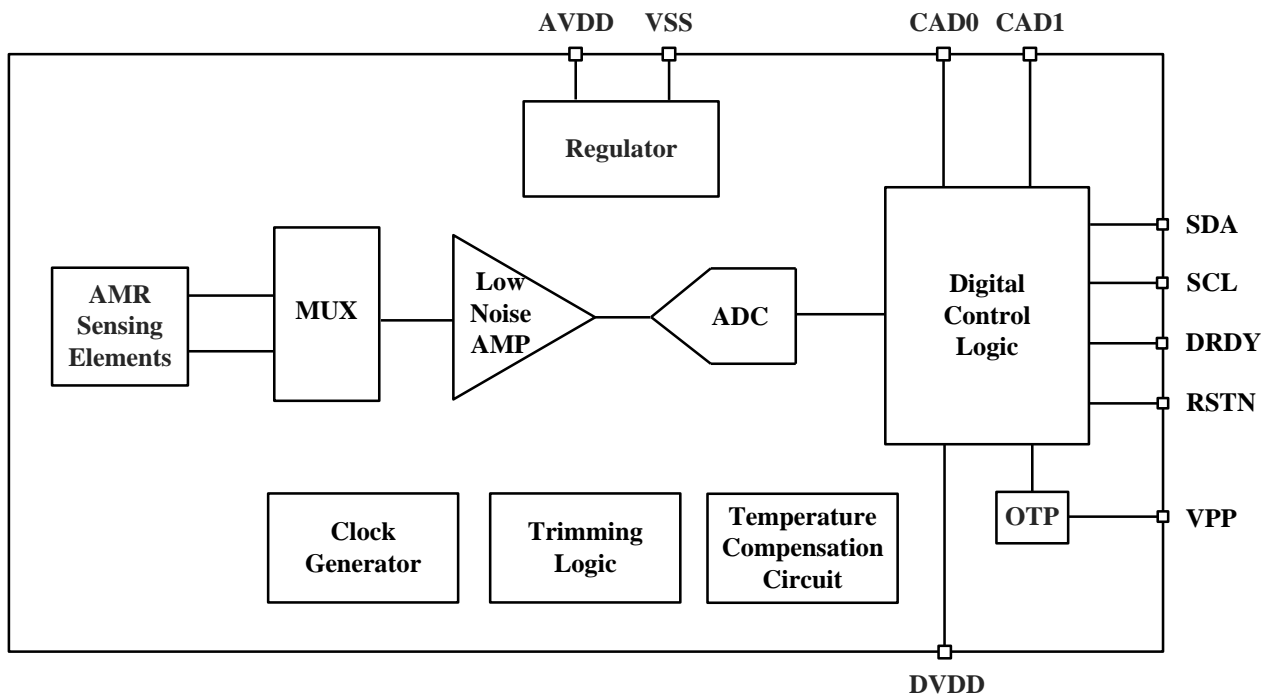 AVDD VSS CAD0 CAD1
Regulator
SDA
SCL
DRDY
RSTN
AMR
Sensing
Elements
MUX
Low
Noise
AMP
ADC
Digital
Control
Logic
Clock
Generator
Trimming
Logic
Temperature
Compensation
Circuit
OTP
VPP
DVDD